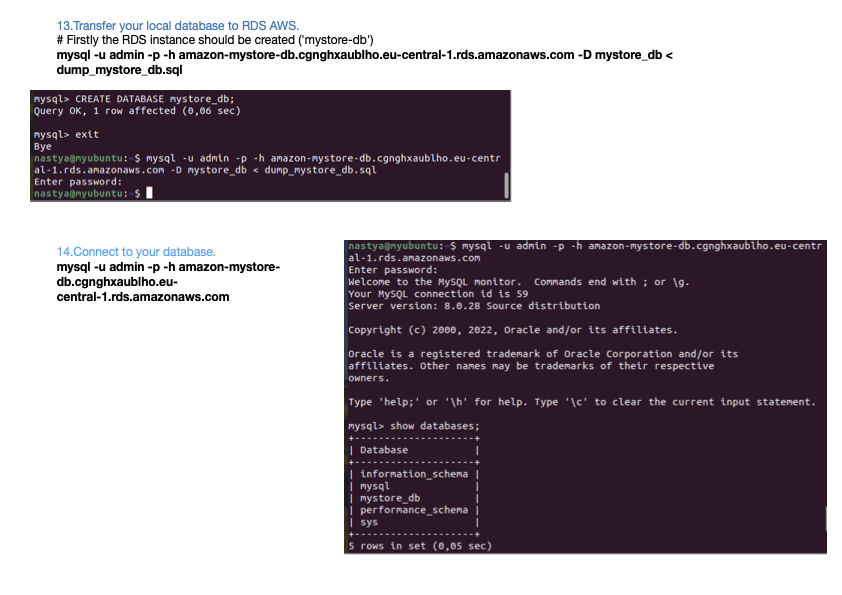 13.Transfer your local database to RDS AWS.
# Firstly the RDS instance should be created ('mystore-db')
mysql -u admin -p -h amazon-mystore-db.cgnghxaublho.eu-central-1.rds.amazonaws.com -D mystore_db <
dump_mystore_db.sql
mysql> CREATE DATABASE mystore_db;
Query OK, 1 row affected (0,06 sec)
mysql> exit
Bye
nastya@myubuntu:~$ mysql -u admin -p -h amazon-mystore-db.cgnghxaublho.eu-centr
al-1.rds.amazonaws.com -D mystore_db < dump_mystore_db.sql
Enter password:
nastya@myubuntu:~$
14.Connect to your database.
mysql -u admin -p -h amazon-mystore-
db.cgnghxaublho.eu-
central-1.rds.amazonaws.com
nastya@myubuntu:~$ mysql -u admin -p -h amazon-mystore-db.cgnghxaublho.eu-centr
al-1.rds.amazonaws.com
Enter password:
Welcome to the MySQL monitor.  Commands end with ; or \g.
Your MySQL connection id is 59
Server version: 8.0.28 Source distribution
Copyright (c) 2000, 2022, Oracle and/or its affiliates.
Oracle is a registered trademark of Oracle Corporation and/or its
affiliates. Other names may be trademarks of their respective
owners.
Type 'help;' or '\h' for help. Type '\c' to clear the current input statement.
mysql> show databases;
+--------------------+
| Database           |
+--------------------+
| information_schema |
| mysql              |
| mystore_db         |
| performance_schema |
| sys                |
+--------------------+
5 rows in set (0,05 sec)